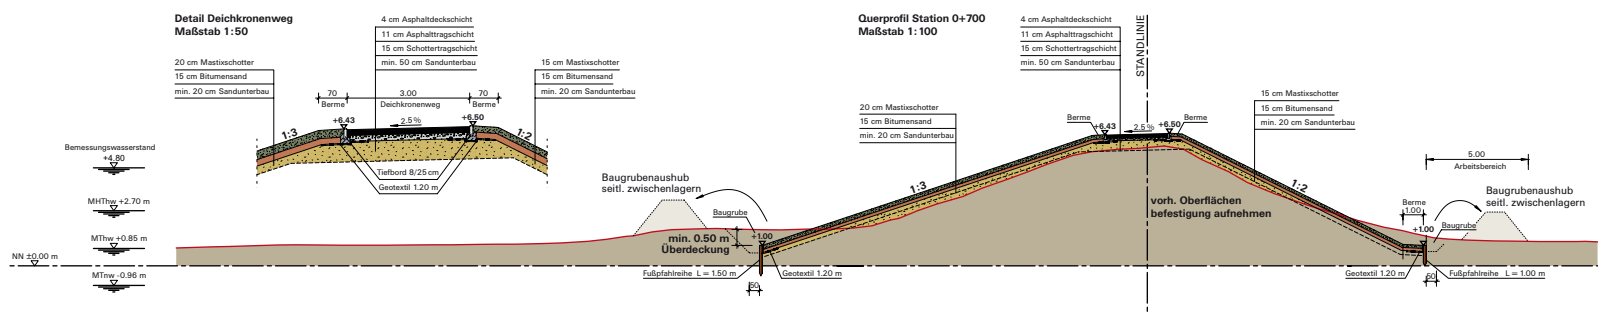 Detail Deichkronenweg
Maßstab 1:50
4 cm Asphaltdeckschicht
11 cm Asphalttragschicht
15 cm Schottertragschicht
min. 50 cm Sandunterbau
20 cm Mastixschotter
15 cm Bitumensand
min. 20 cm Sandunterbau
15 cm Mastixschotter
15 cm Bitumensand
min. 20 cm Sandunterbau
70
3.00
70
Berme
Deichkronenweg
Berme
+6.43
2.5%
+6.50
1:3
1:2
Tiefbord 8/25 cm
Geotextil 1.20 m
Bemessungswasserstand
+4.80
MHThw +2.70 m
MThw +0.85 m
NN ±0.00 m
MTnw -0.96 m
Querprofil Station 0+700
Maßstab 1:100
4 cm Asphaltdeckschicht
11 cm Asphalttragschicht
15 cm Schottertragschicht
min. 50 cm Sandunterbau
STANDLINIE
20 cm Mastixschotter
15 cm Bitumensand
min. 20 cm Sandunterbau
15 cm Mastixschotter
15 cm Bitumensand
min. 20 cm Sandunterbau
Berme
+6.43
2.5%
+6.50
Berme
1:3
1:2
vorh. Oberflächen
befestigung aufnehmen
Baugrubenaushub
seitl. zwischenlagern
Baugrube
min. 0.50 m
Überdeckung
+1.00
Fußpfahlreihe L = 1.50 m
Geotextil 1.20 m
50
5.00
Arbeitsbereich
Baugrubenaushub
seitl. zwischenlagern
Berme
1.00
Baugrube
+1.00
Geotextil 1.20 m
Fußpfahlreihe L = 1.00 m
50